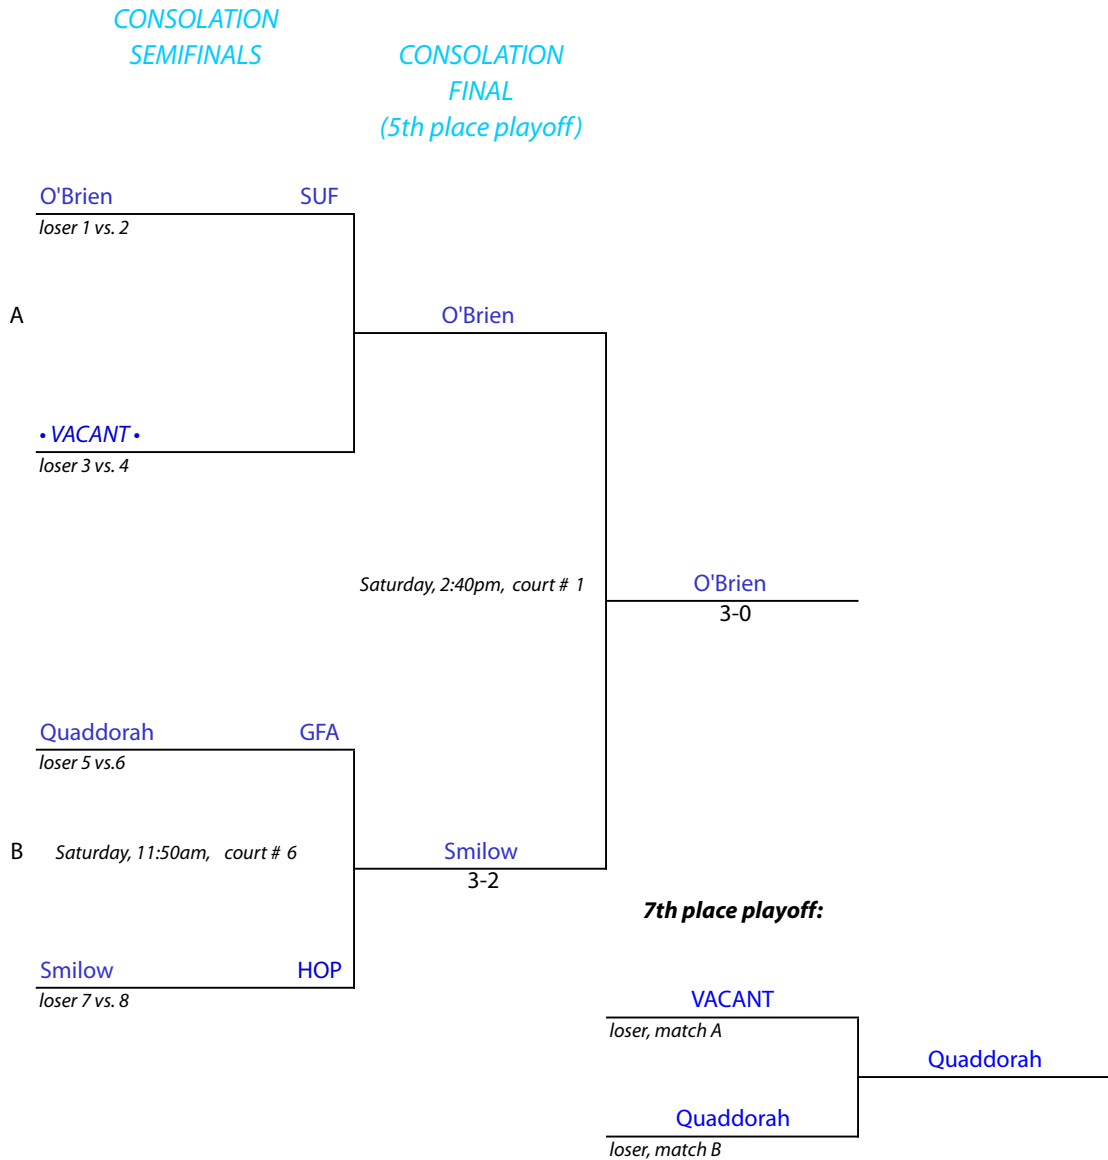 CONSOLATION
SEMIFINALS
CONSOLATION
FINAL
(5th place playoff)
O'Brien SUF
loser 1 vs. 2
A
O'Brien
• VACANT •
loser 3 vs. 4
Saturday, 2:40pm, court # 1
O'Brien
3-0
Quaddorah GFA
loser 5 vs.6
B Saturday, 11:50am, court # 6
Smilow
3-2
7th place playoff:
Smilow HOP
loser 7 vs. 8
VACANT
loser, match A
Quaddorah
Quaddorah
loser, match B